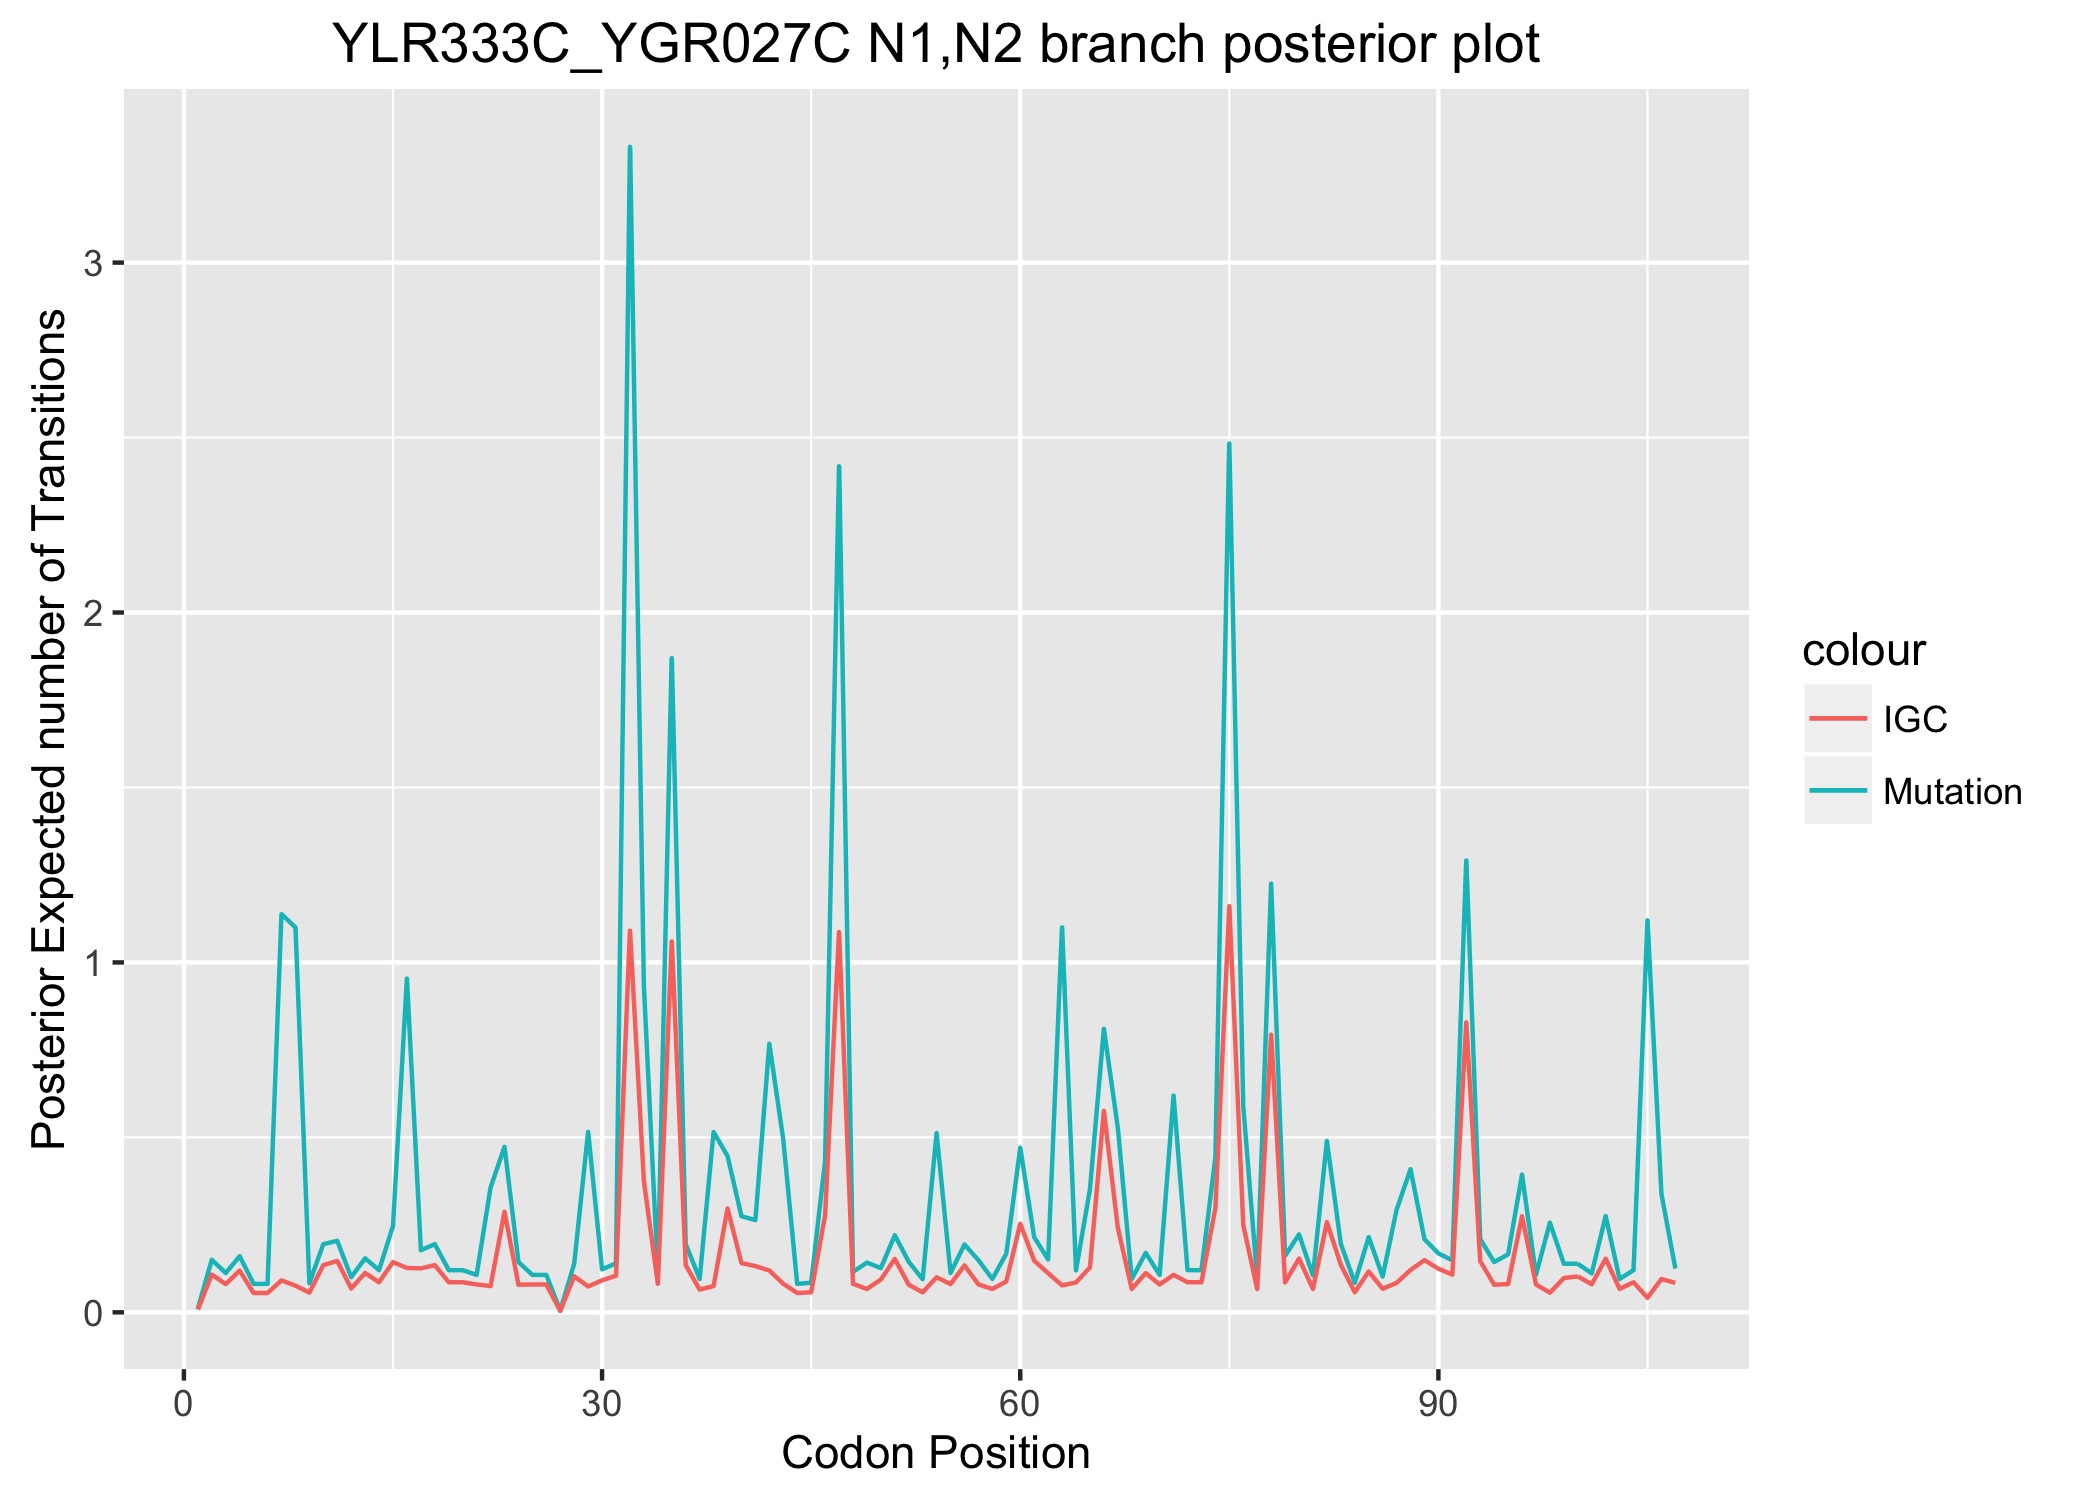 YLR333C_YGR027C N1,N2 branch posterior plot
Posterior Expected number of Transitions
3
2
1
0
0 30 60 90
Codon Position
colour
IGC
Mutation